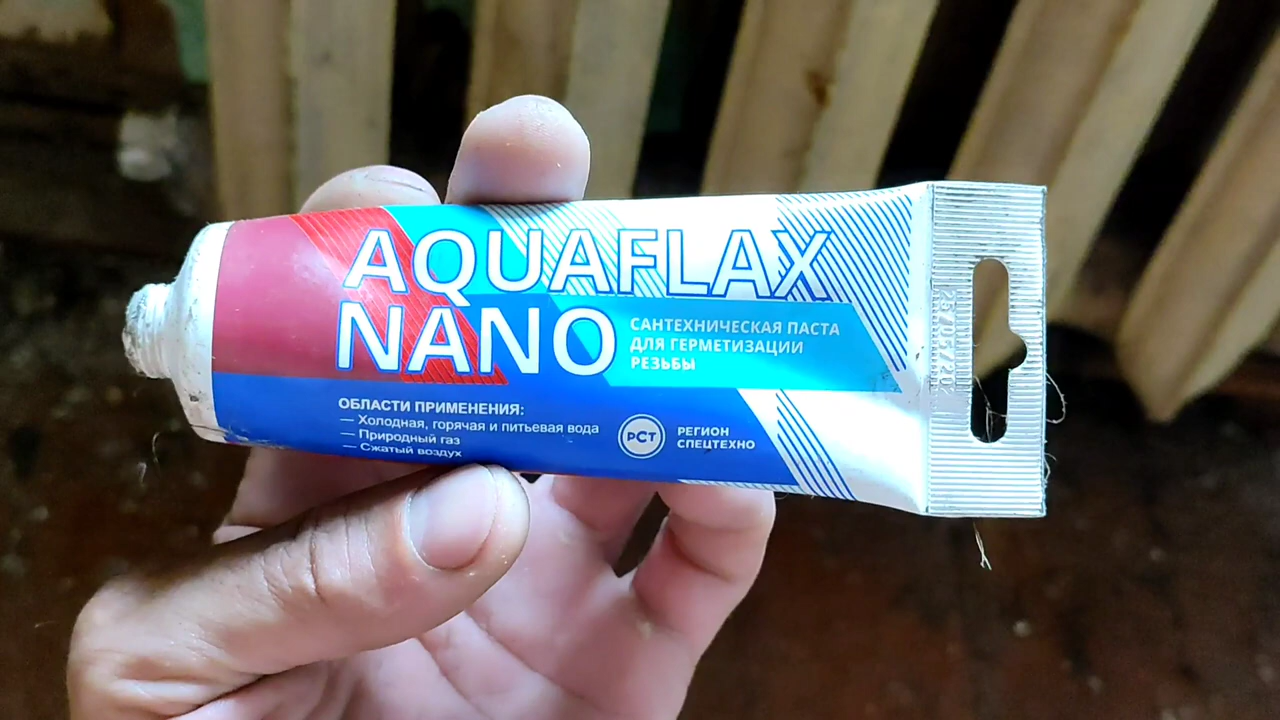 AQUAFLAX
NANO
САНТЕХНИЧЕСКАЯ ПАСТА
ДЛЯ ГЕРМЕТИЗАЦИИ
РЕЗЬБЫ
ОБЛАСТИ ПРИМЕНЕНИЯ:
— Холодная, горячая и питьевая вода
— Природный газ
— Сжатый воздух
РСТ
РЕГИОН
СПЕЦТЕХНО